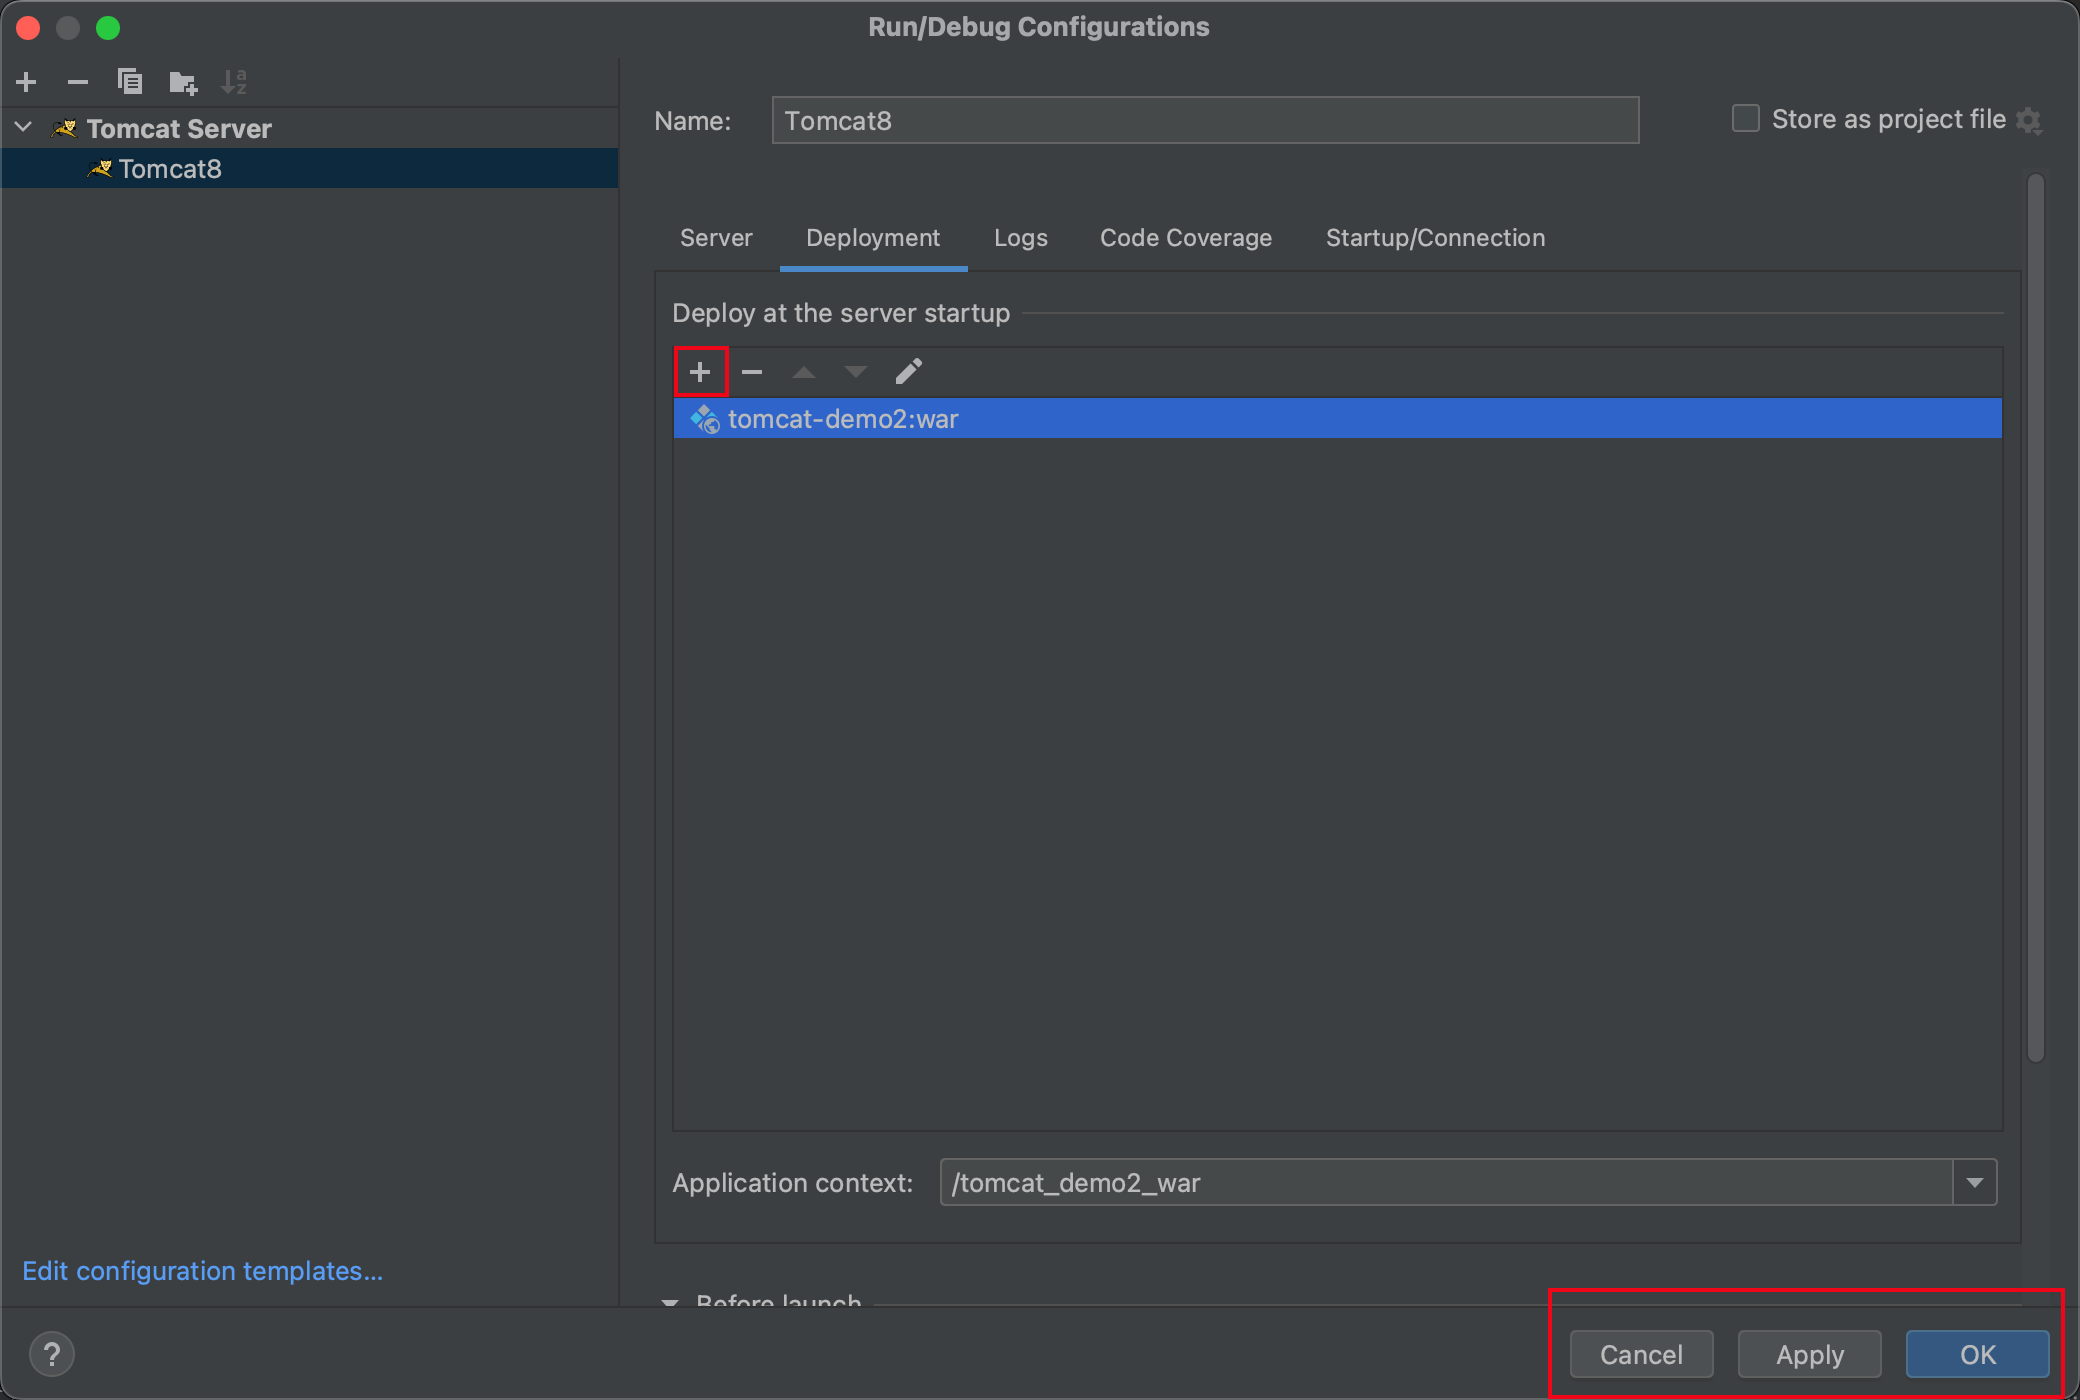 Run/Debug Configurations
Tomcat Server
Tomcat8
Edit configuration templates...
Name: Tomcat8
Store as project file
Server Deployment Logs Code Coverage Startup/Connection
Deploy at the server startup
tomcat-demo2:war
Application context: /tomcat_demo2_war
Before launch
? Cancel Apply OK